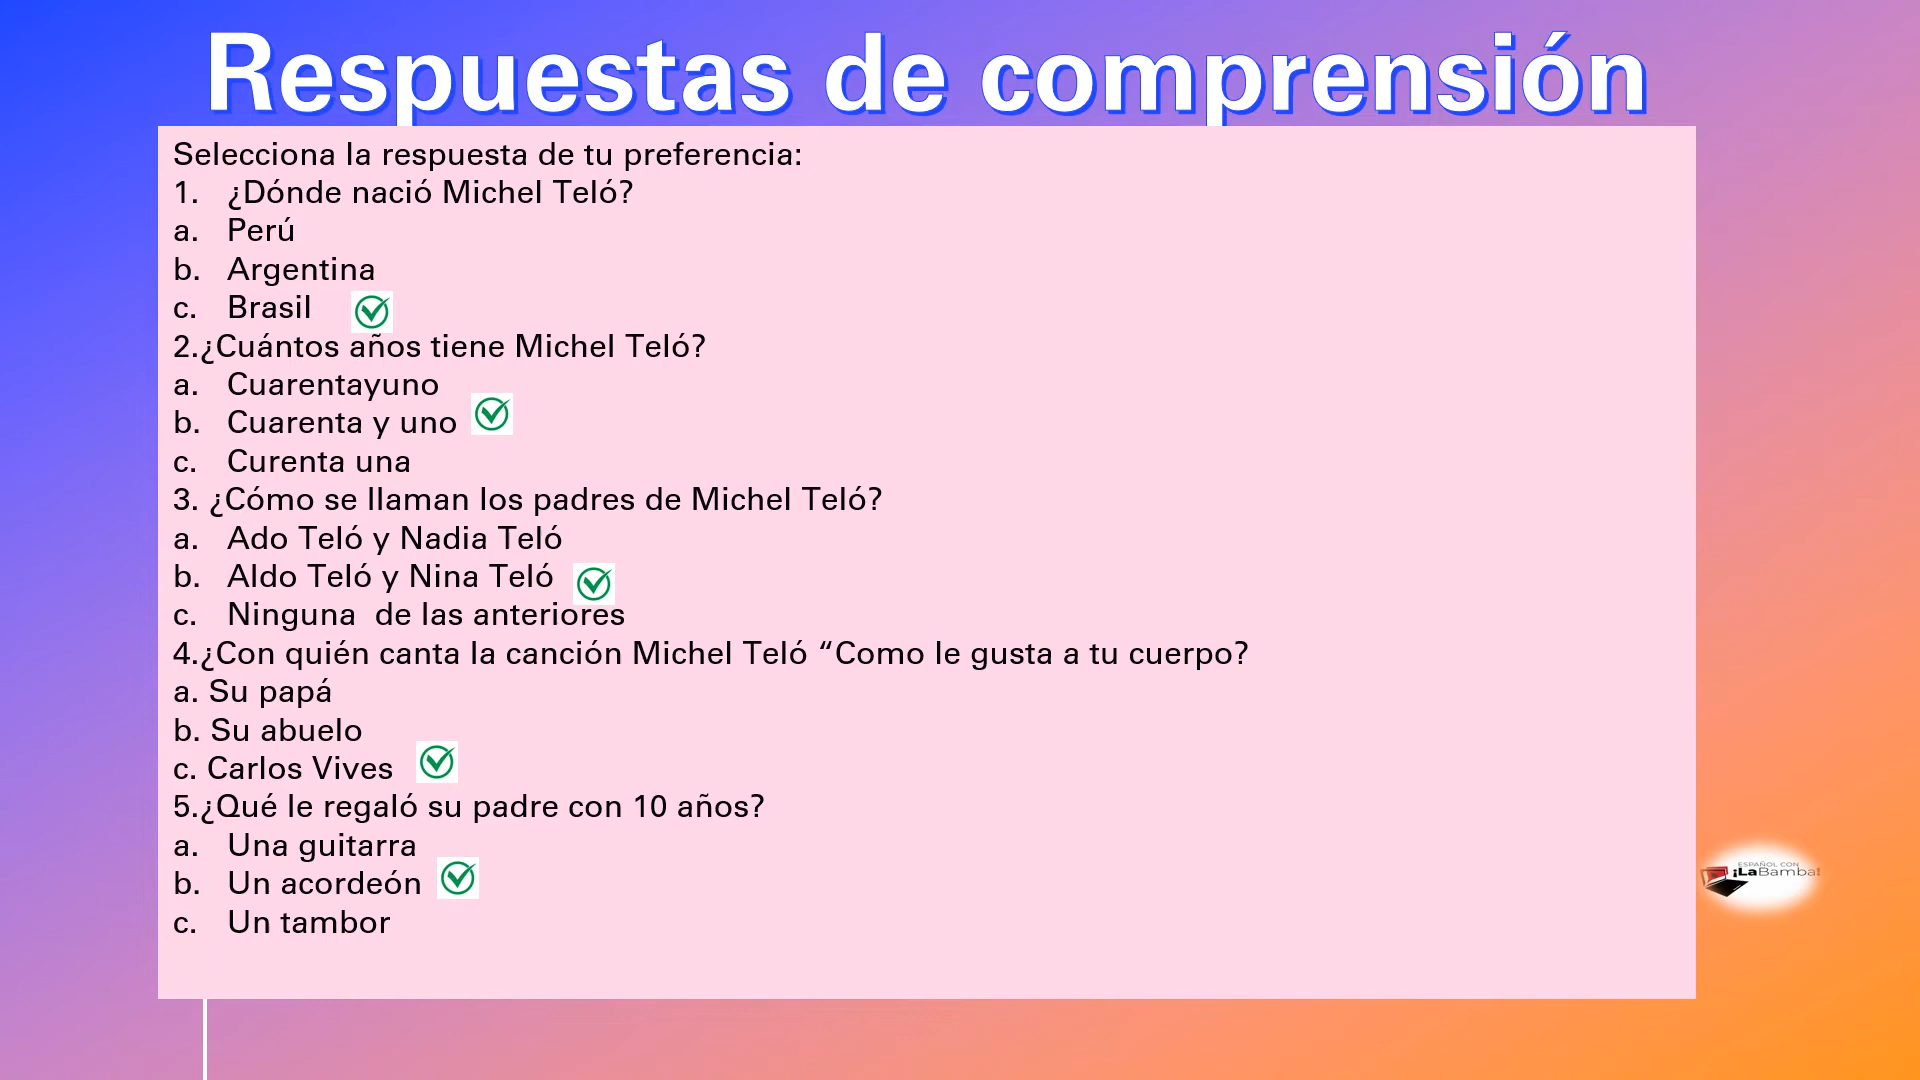 Respuestas de comprensión
Selecciona la respuesta de tu preferencia:
1. ¿Dónde nació Michel Teló?
a. Perú
b. Argentina
c. Brasil
2.¿Cuántos años tiene Michel Teló?
a. Cuarentayuno
b. Cuarenta y uno
c. Curenta una
3. ¿Cómo se llaman los padres de Michel Teló?
a. Ado Teló y Nadia Teló
b. Aldo Teló y Nina Teló
c. Ninguna  de las anteriores
4.¿Con quién canta la canción Michel Teló “Como le gusta a tu cuerpo?
a. Su papá
b. Su abuelo
c. Carlos Vives
5.¿Qué le regaló su padre con 10 años?
a. Una guitarra
b. Un acordeón
c. Un tambor
ESPAÑOL CON
¡LaBamba!